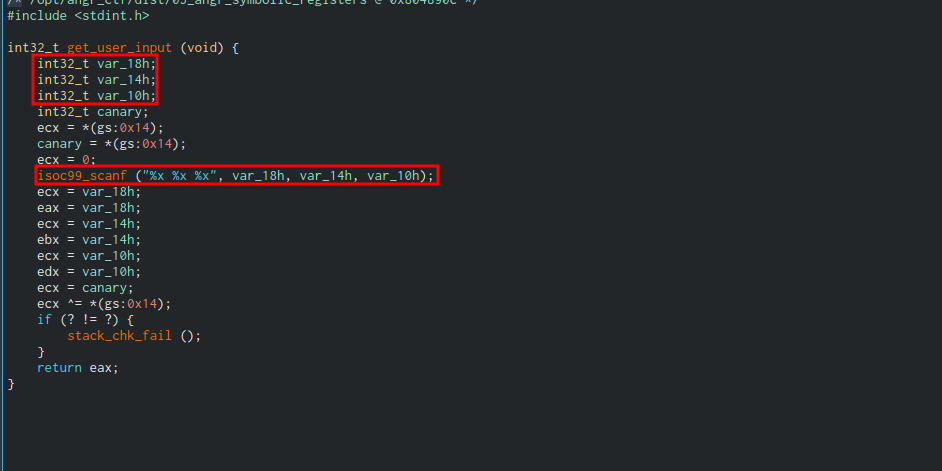 /* /opt/angr_ctf/dist/03_angr_symbolic_registers @ 0x804890c */
#include <stdint.h>
int32_t get_user_input (void) {
int32_t var_18h;
int32_t var_14h;
int32_t var_10h;
int32_t canary;
ecx = *(gs:0x14);
canary = *(gs:0x14);
ecx = 0;
isoc99_scanf ("%x %x %x", var_18h, var_14h, var_10h);
ecx = var_18h;
eax = var_18h;
ecx = var_14h;
ebx = var_14h;
ecx = var_10h;
edx = var_10h;
ecx = canary;
ecx ^= *(gs:0x14);
if (? != ?) {
stack_chk_fail ();
}
return eax;
}